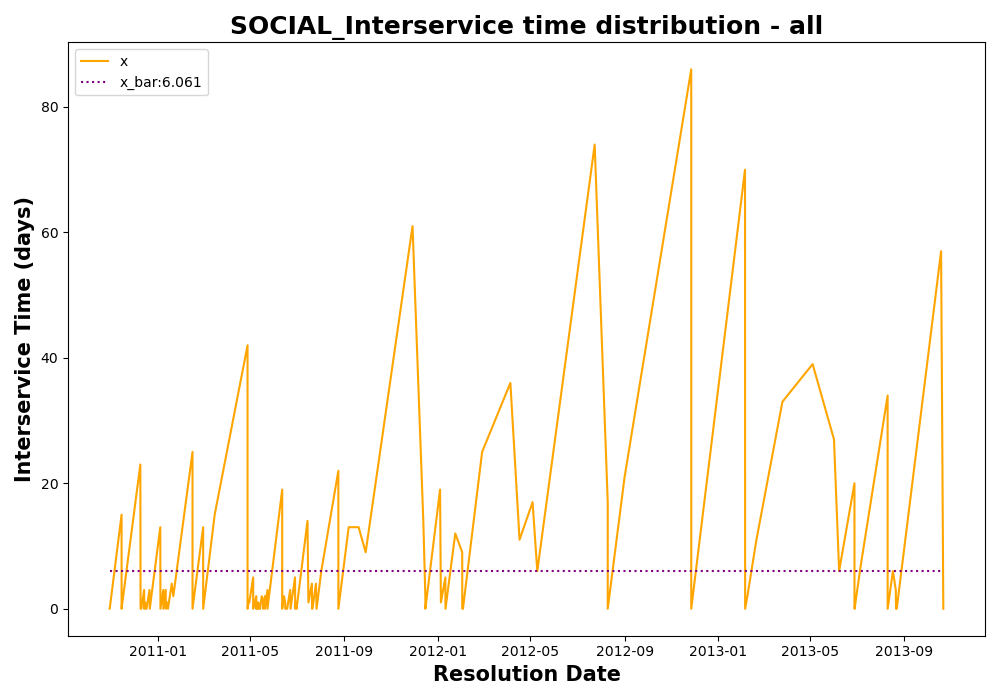 SOCIAL_Interservice time distribution - all
x
x_bar:6.061
Interservice Time (days)
80
60
40
20
0
2011-01 2011-05 2011-09 2012-01 2012-05 2012-09 2013-01 2013-05 2013-09
Resolution Date